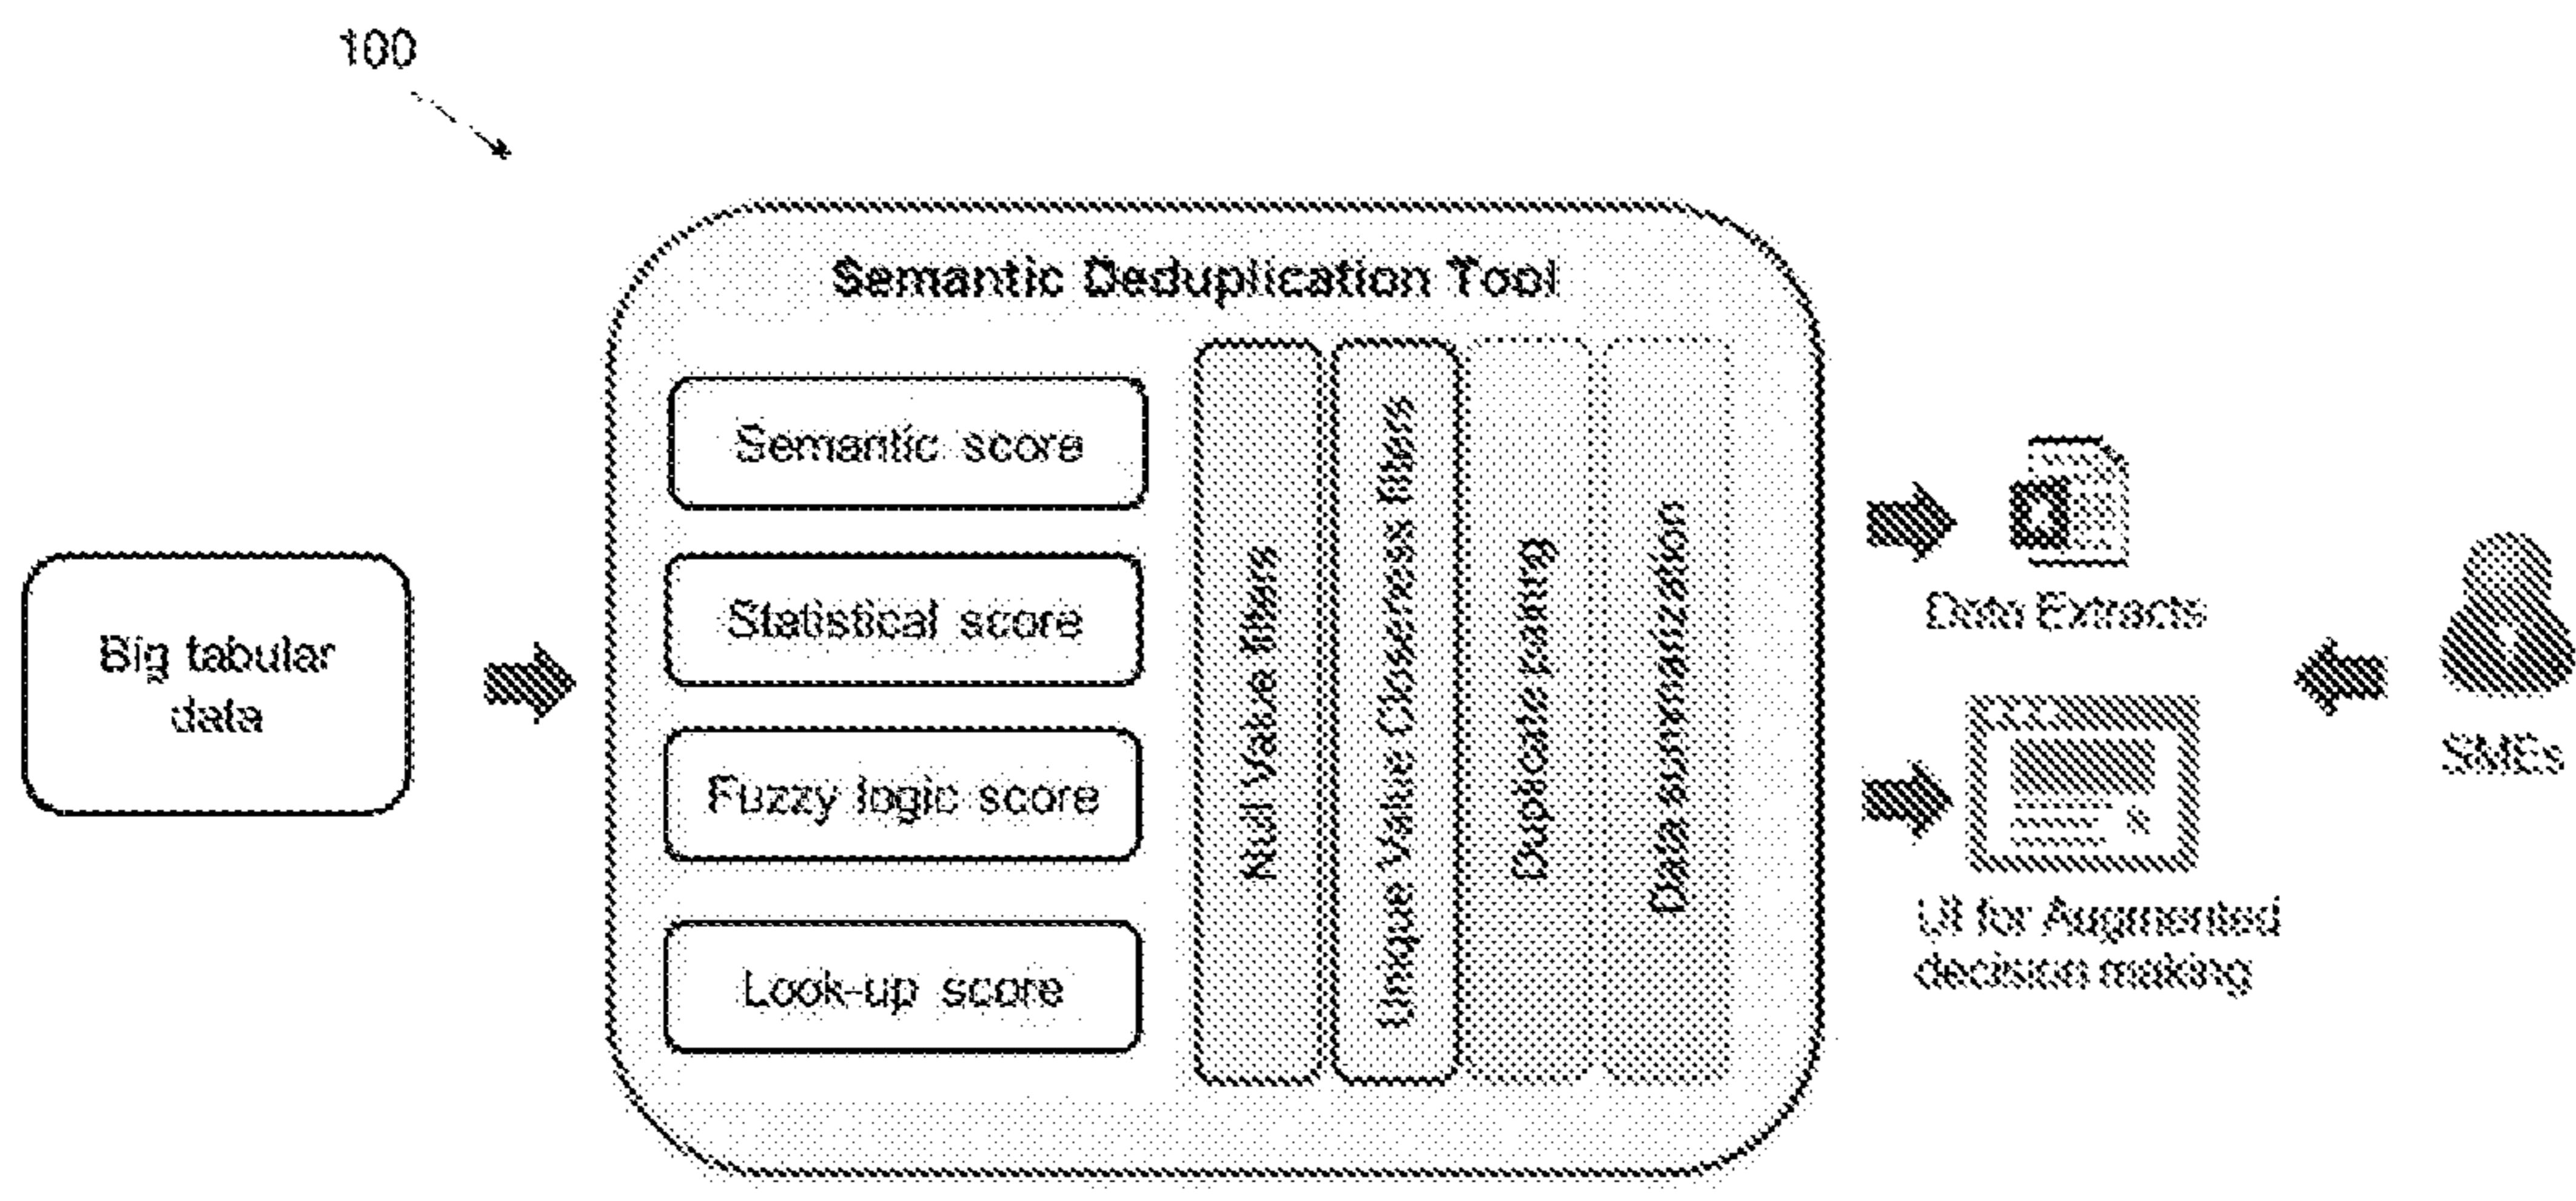 100
Semantic Deduplication Tool
Big tabular
data
Semantic score
Statistical score
Fuzzy logic score
Look-up score
Null Value filters
Unique Value Closeness filters
Duplicate pairing
Data summarization
Data Extracts
UI for Augmented
decision making
SMEs